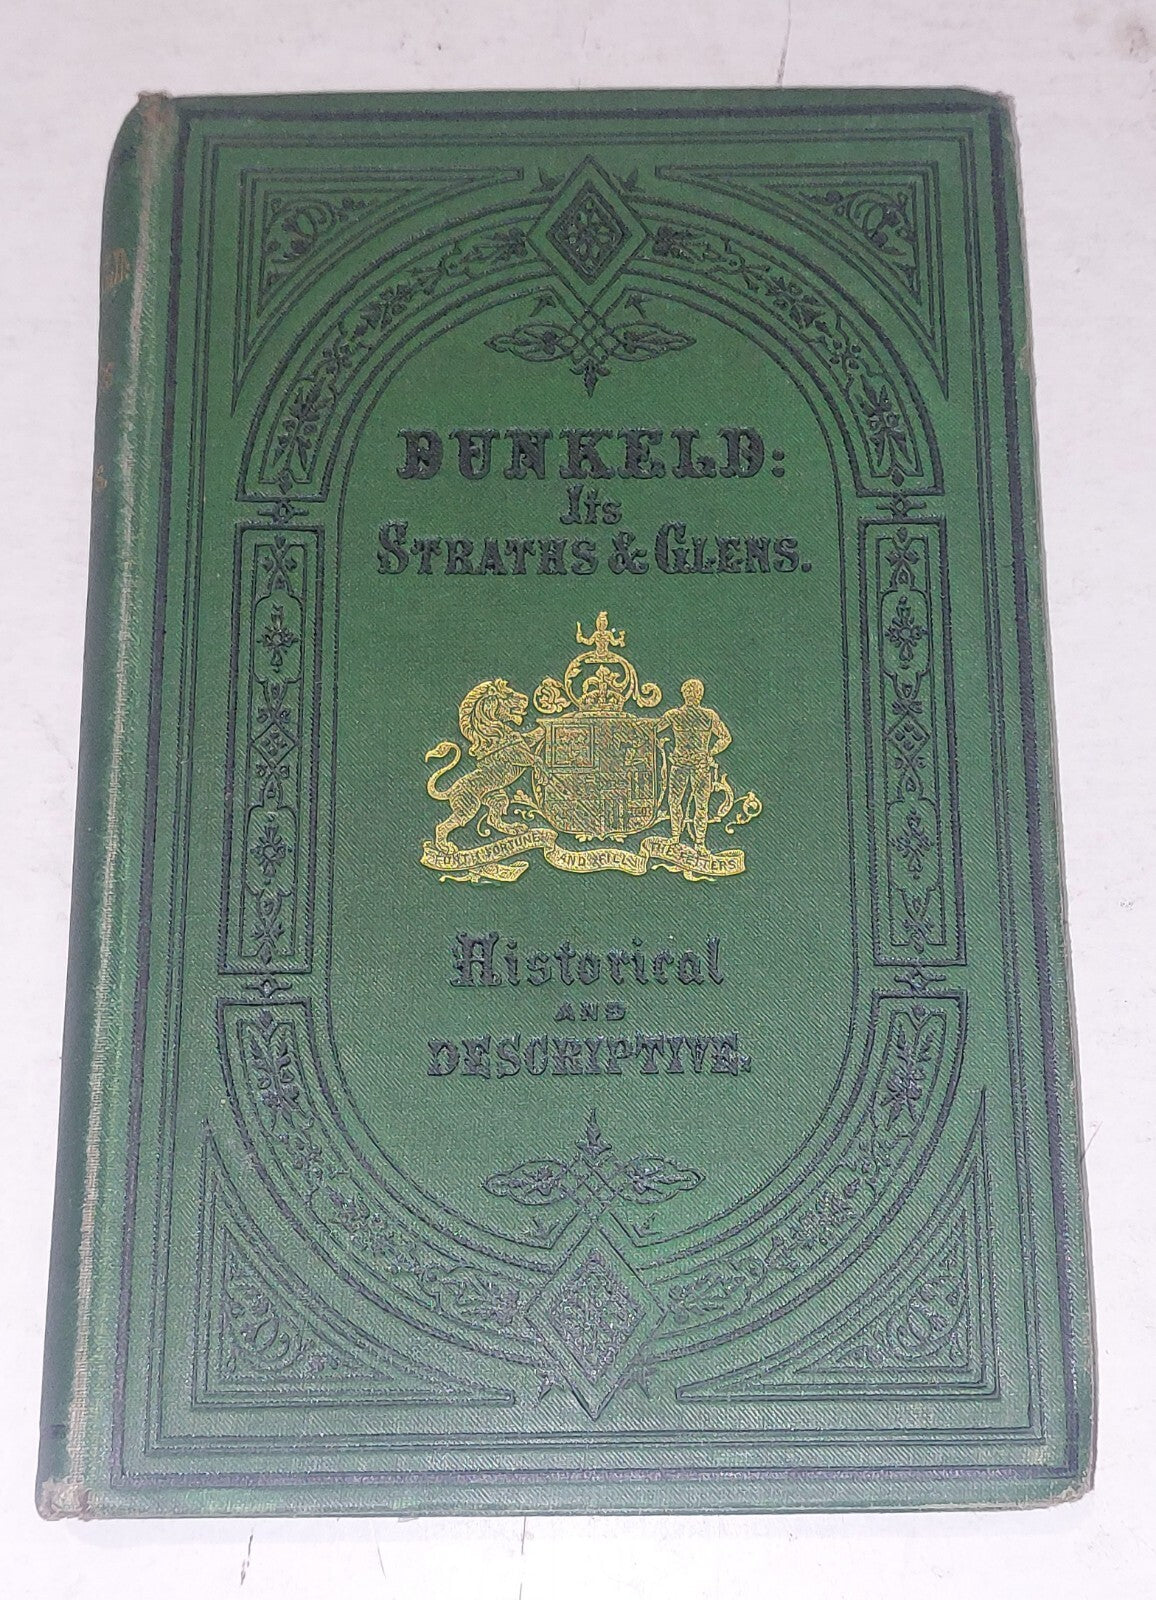 DUNKELD:
Its
STRATHS & GLENS.
FURTH FORTUNE AND FILL THE FETTERS
Historical
AND
DESCRIPTIVE.